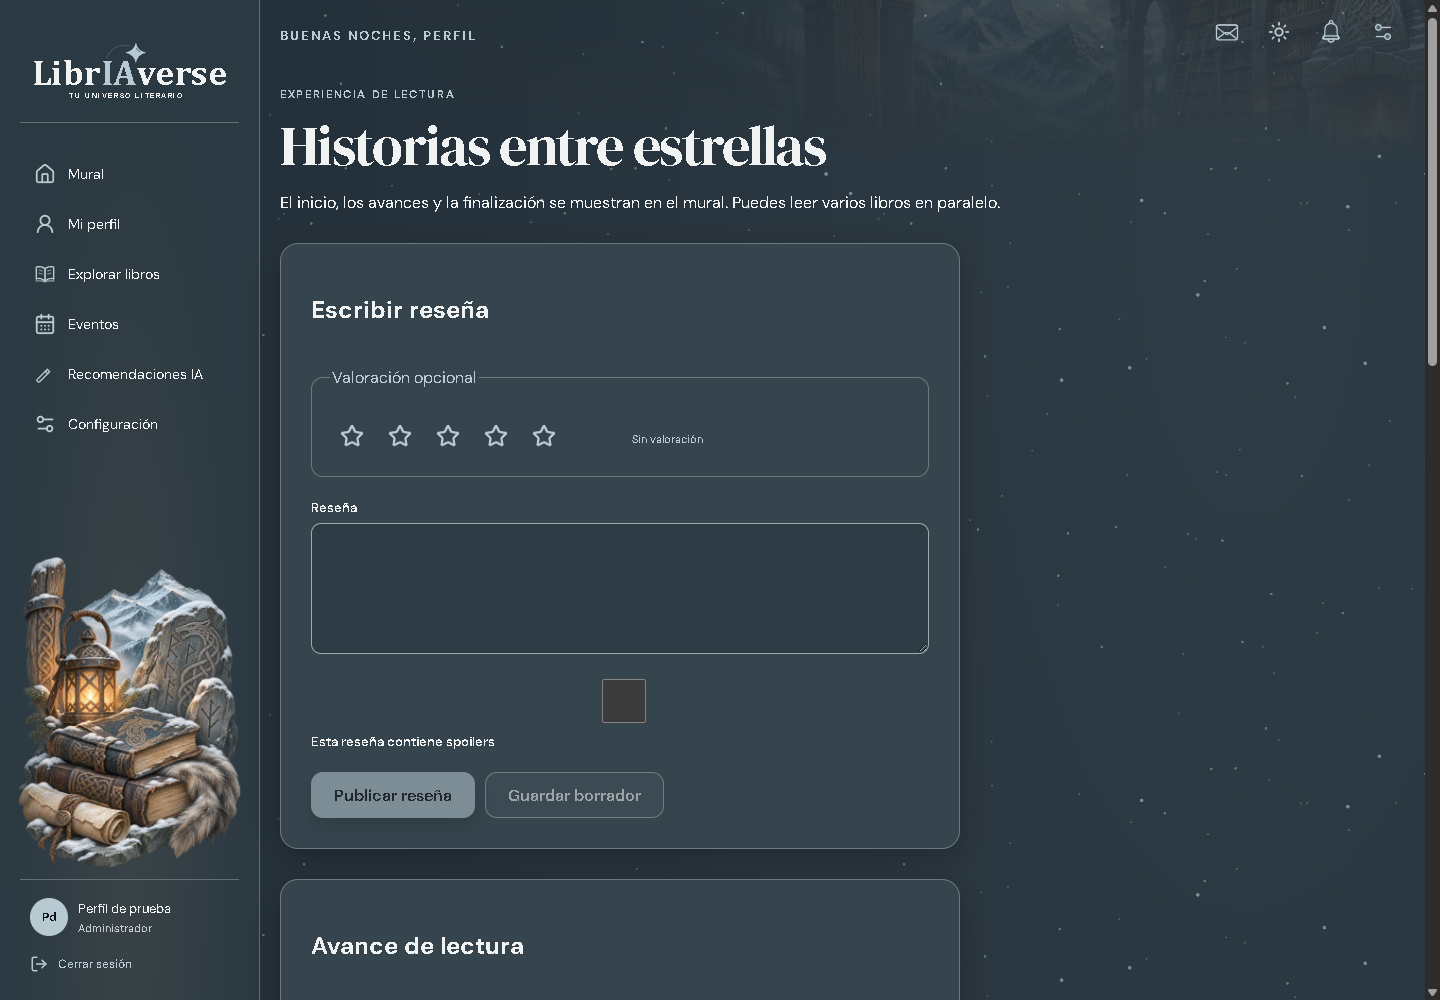 LibrIAverse
TU UNIVERSO LITERARIO
Mural
Mi perfil
Explorar libros
Eventos
Recomendaciones IA
Configuración
Pd
Perfil de prueba
Administrador
Cerrar sesión
BUENAS NOCHES, PERFIL
EXPERIENCIA DE LECTURA
Historias entre estrellas
El inicio, los avances y la finalización se muestran en el mural. Puedes leer varios libros en paralelo.
Escribir reseña
Valoración opcional
Sin valoración
Reseña
Esta reseña contiene spoilers
Publicar reseña
Guardar borrador
Avance de lectura